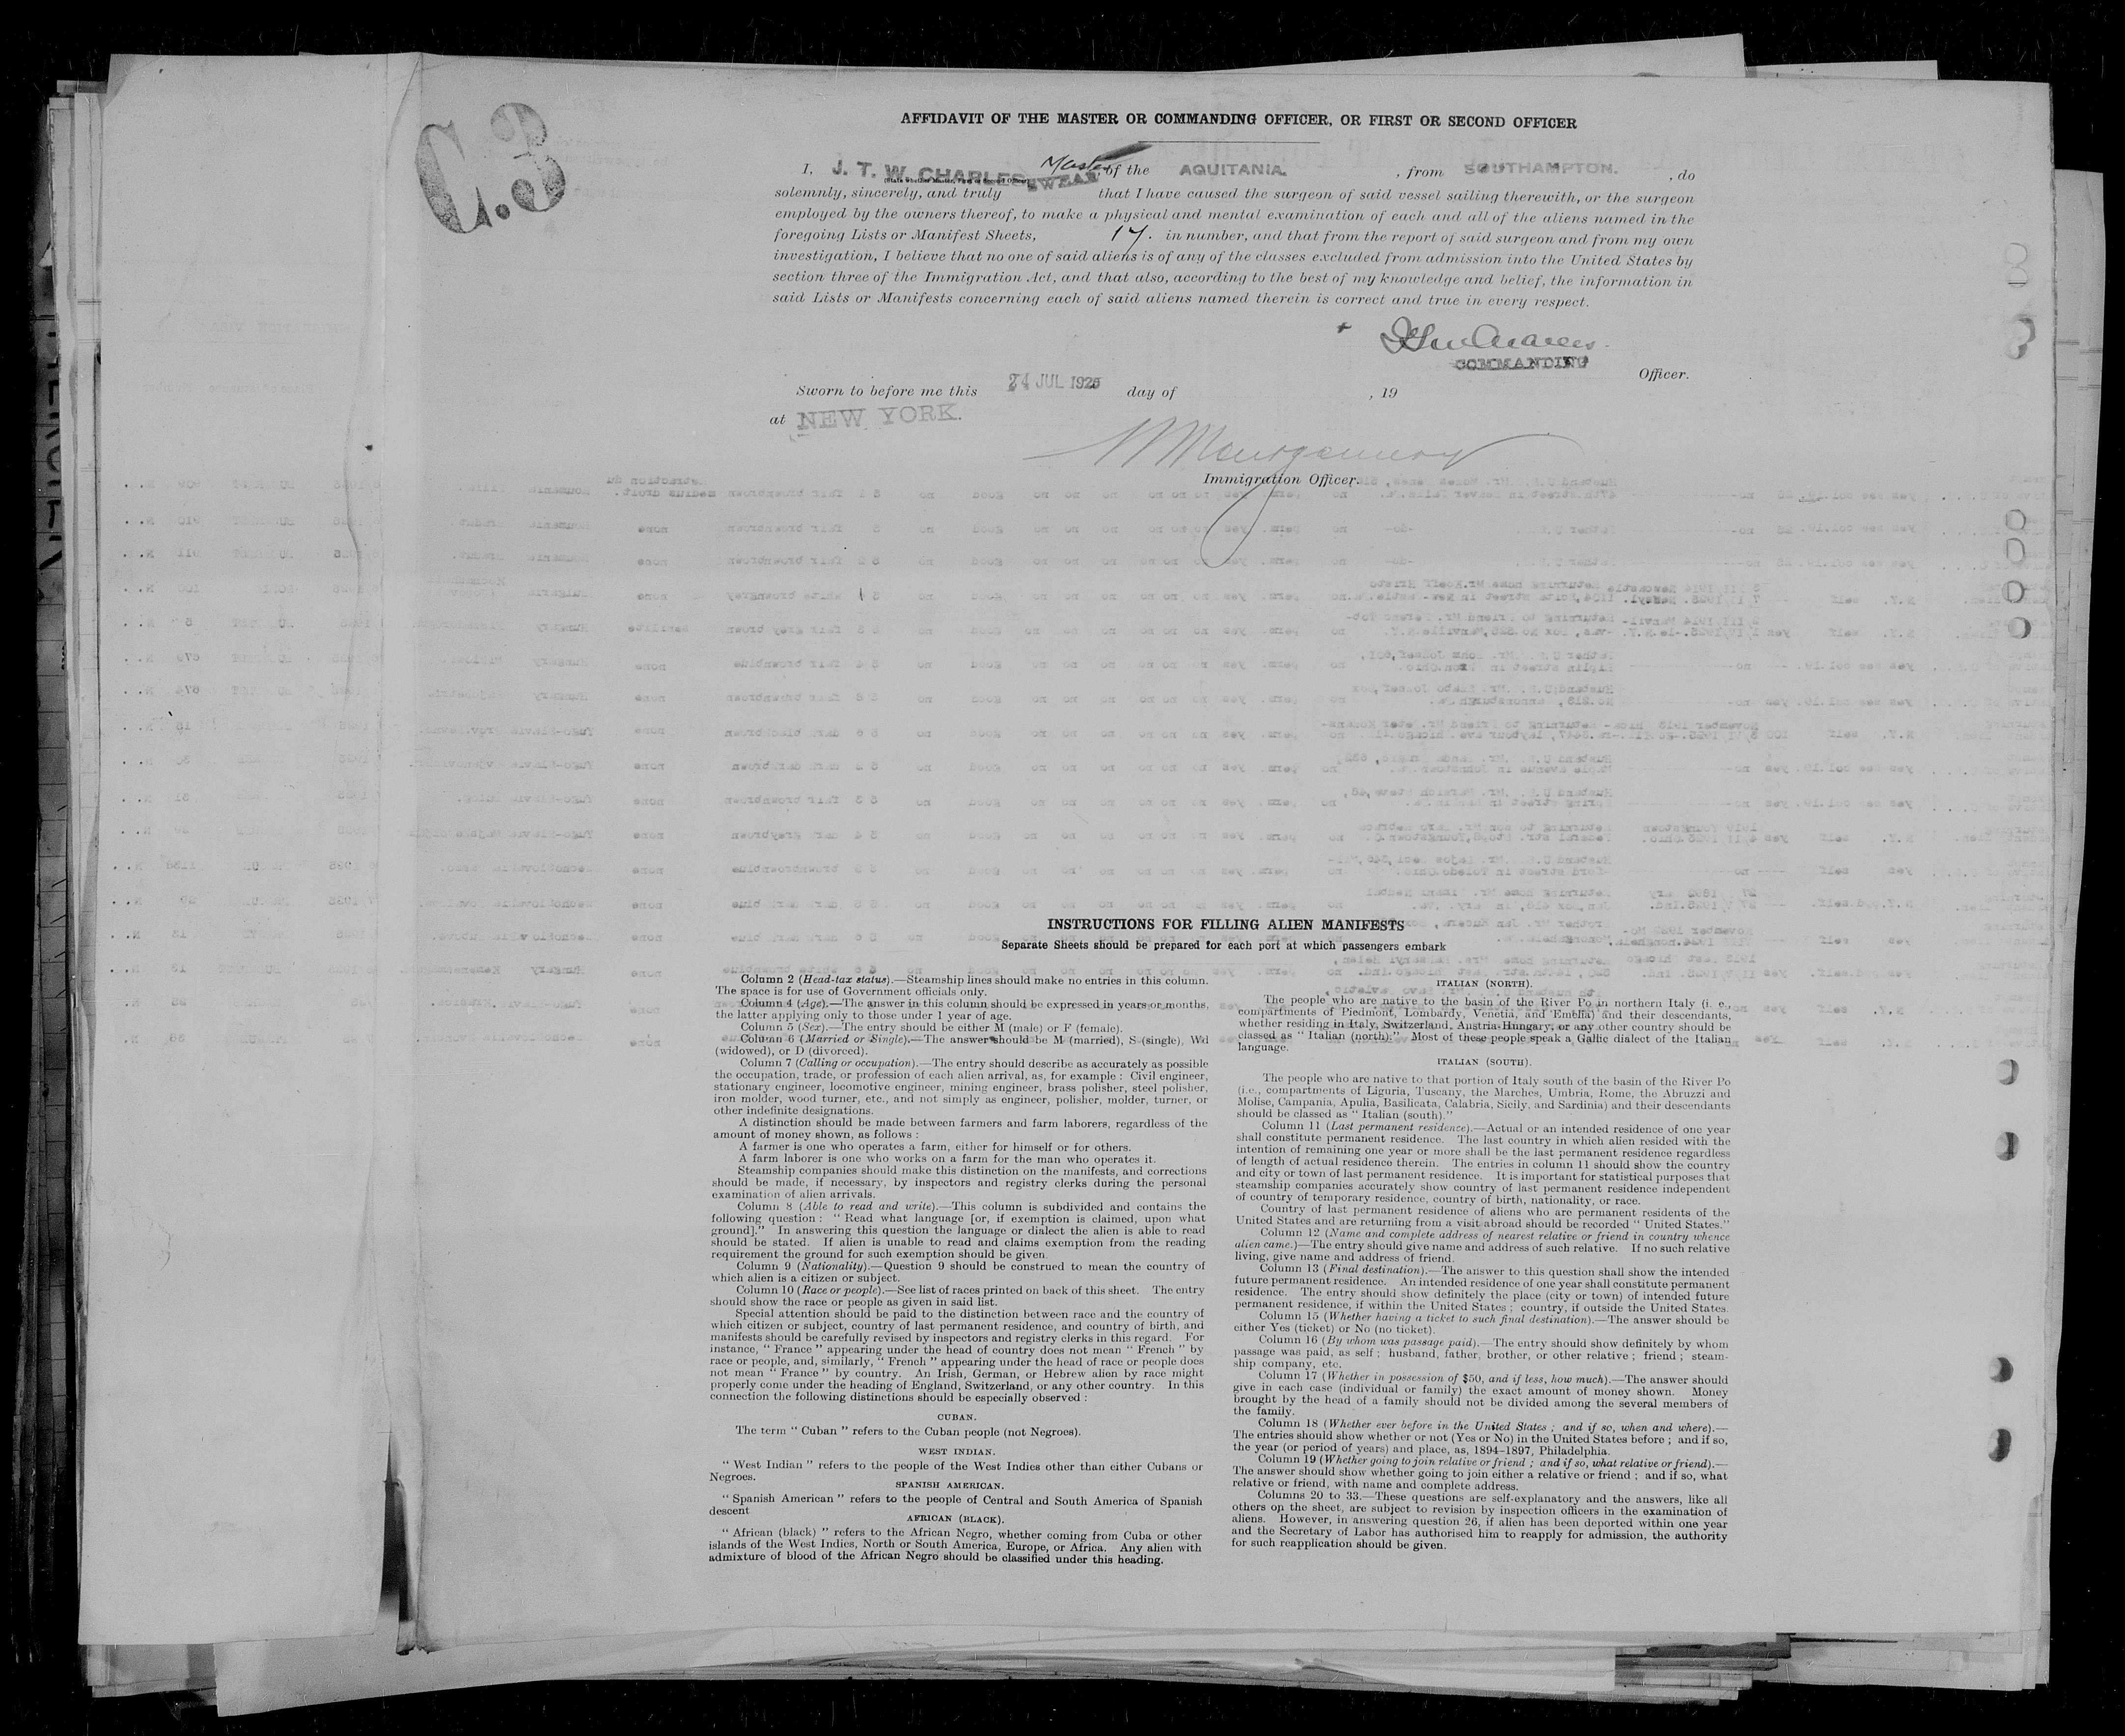 C.3
AFFIDAVIT OF THE MASTER OR COMMANDING OFFICER, OR FIRST OR SECOND OFFICER
I, J. T. W. CHARLES Master, of the AQUITANIA. , from SOUTHAMPTON. , do
solemnly, sincerely, and truly SWEAR that I have caused the surgeon of said vessel sailing therewith, or the surgeon
employed by the owners thereof, to make a physical and mental examination of each and all of the aliens named in the
foregoing Lists or Manifest Sheets, 17. in number, and that from the report of said surgeon and from my own
investigation, I believe that no one of said aliens is of any of the classes excluded from admission into the United States by
section three of the Immigration Act, and that also, according to the best of my knowledge and belief, the information in
said Lists or Manifests concerning each of said aliens named therein is correct and true in every respect.
COMMANDING
Officer.
Sworn to before me this 24 JUL 1925 day of , 19
at NEW YORK.
Immigration Officer.
INSTRUCTIONS FOR FILLING ALIEN MANIFESTS
Separate Sheets should be prepared for each port at which passengers embark
Column 2 (Head-tax status).—Steamship lines should make no entries in this column.
The space is for use of Government officials only.
Column 4 (Age).—The answer in this column should be expressed in years or months,
the latter applying only to those under 1 year of age.
Column 5 (Sex).—The entry should be either M (male) or F (female).
Column 6 (Married or Single).—The answer should be M (married), S (single), Wd
(widowed), or D (divorced).
Column 7 (Calling or occupation).—The entry should describe as accurately as possible
the occupation, trade, or profession of each alien arrival, as, for example : Civil engineer,
stationary engineer, locomotive engineer, mining engineer, brass polisher, steel polisher,
iron molder, wood turner, etc., and not simply as engineer, polisher, molder, turner, or
other indefinite designations.
A distinction should be made between farmers and farm laborers, regardless of the
amount of money shown, as follows :
A farmer is one who operates a farm, either for himself or for others.
A farm laborer is one who works on a farm for the man who operates it.
Steamship companies should make this distinction on the manifests, and corrections
should be made, if necessary, by inspectors and registry clerks during the personal
examination of alien arrivals.
Column 8 (Able to read and write).—This column is subdivided and contains the
following question : " Read what language [or, if exemption is claimed, upon what
ground]." In answering this question the language or dialect the alien is able to read
should be stated. If alien is unable to read and claims exemption from the reading
requirement the ground for such exemption should be given.
Column 9 (Nationality).—Question 9 should be construed to mean the country of
which alien is a citizen or subject.
Column 10 (Race or people).—See list of races printed on back of this sheet. The entry
should show the race or people as given in said list.
Special attention should be paid to the distinction between race and the country of
which citizen or subject, country of last permanent residence, and country of birth, and
manifests should be carefully revised by inspectors and registry clerks in this regard. For
instance, " France " appearing under the head of country does not mean " French " by
race or people, and, similarly, " French " appearing under the head of race or people does
not mean " France " by country. An Irish, German, or Hebrew alien by race might
properly come under the heading of England, Switzerland, or any other country. In this
connection the following distinctions should be especially observed :
CUBAN.
The term " Cuban " refers to the Cuban people (not Negroes).
WEST INDIAN.
" West Indian " refers to the people of the West Indies other than either Cubans or
Negroes.
SPANISH AMERICAN.
" Spanish American " refers to the people of Central and South America of Spanish
descent
AFRICAN (BLACK).
" African (black) " refers to the African Negro, whether coming from Cuba or other
islands of the West Indies, North or South America, Europe, or Africa. Any alien with
admixture of blood of the African Negro should be classified under this heading.
ITALIAN (NORTH).
The people who are native to the basin of the River Po in northern Italy (i. e.,
compartments of Piedmont, Lombardy, Venetia, and Emelia) and their descendants,
whether residing in Italy, Switzerland, Austria-Hungary, or any other country should be
classed as " Italian (north)." Most of these people speak a Gallic dialect of the Italian
language.
ITALIAN (SOUTH).
The people who are native to that portion of Italy south of the basin of the River Po
(i.e., compartments of Liguria, Tuscany, the Marches, Umbria, Rome, the Abruzzi and
Molise, Campania, Apulia, Basilicata, Calabria, Sicily, and Sardinia) and their descendants
should be classed as " Italian (south)."
Column 11 (Last permanent residence).—Actual or an intended residence of one year
shall constitute permanent residence. The last country in which alien resided with the
intention of remaining one year or more shall be the last permanent residence regardless
of length of actual residence therein. The entries in column 11 should show the country
and city or town of last permanent residence. It is important for statistical purposes that
steamship companies accurately show country of last permanent residence independent
of country of temporary residence, country of birth, nationality, or race.
Country of last permanent residence of aliens who are permanent residents of the
United States and are returning from a visit abroad should be recorded " United States."
Column 12 (Name and complete address of nearest relative or friend in country whence
alien came.)—The entry should give name and address of such relative. If no such relative
living, give name and address of friend.
Column 13 (Final destination).—The answer to this question shall show the intended
future permanent residence. An intended residence of one year shall constitute permanent
residence. The entry should show definitely the place (city or town) of intended future
permanent residence, if within the United States ; country, if outside the United States.
Column 15 (Whether having a ticket to such final destination).—The answer should be
either Yes (ticket) or No (no ticket).
Column 16 (By whom was passage paid).—The entry should show definitely by whom
passage was paid, as self ; husband, father, brother, or other relative ; friend ; steam-
ship company, etc.
Column 17 (Whether in possession of $50, and if less, how much).—The answer should
give in each case (individual or family) the exact amount of money shown. Money
brought by the head of a family should not be divided among the several members of
the family.
Column 18 (Whether ever before in the United States ; and if so, when and where).—
The entries should show whether or not (Yes or No) in the United States before ; and if so,
the year (or period of years) and place, as, 1894–1897, Philadelphia.
Column 19 (Whether going to join relative or friend ; and if so, what relative or friend).—
The answer should show whether going to join either a relative or friend ; and if so, what
relative or friend, with name and complete address.
Columns 20 to 33.—These questions are self-explanatory and the answers, like all
others on the sheet, are subject to revision by inspection officers in the examination of
aliens. However, in answering question 26, if alien has been deported within one year
and the Secretary of Labor has authorised him to reapply for admission, the authority
for such reapplication should be given.